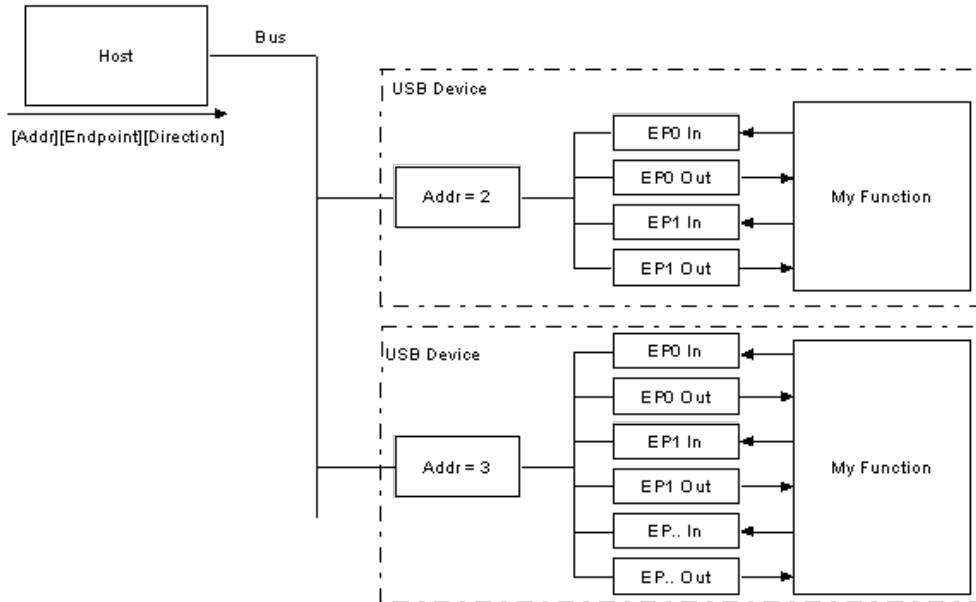 Host
Bus
[Addr][Endpoint][Direction]
USB Device
Addr = 2
EP0 In
EP0 Out
EP1 In
EP1 Out
My Function
USB Device
Addr = 3
EP0 In
EP0 Out
EP1 In
EP1 Out
EP.. In
EP.. Out
My Function